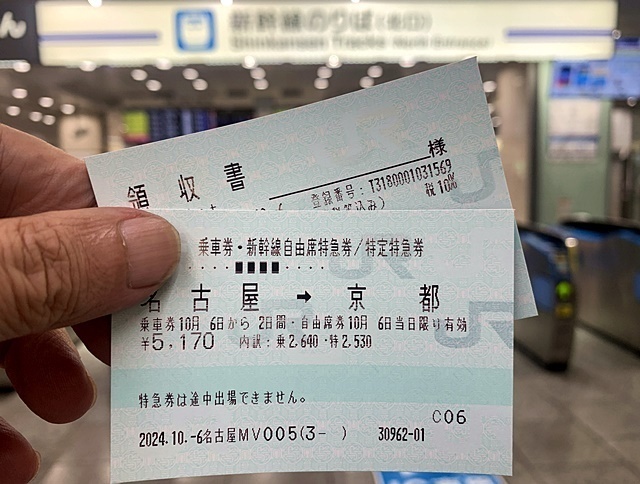 ん
新幹線のりば(北口)
Shinkansen Tracks
領収書
様
登録番号:T3180001031569
税10%
乗車券・新幹線自由席特急券/特定特急券
名古屋 → 京都
乗車券10月 6日から 2日間・自由席券10月 6日当日限り有効
¥5,170 内訳:乗2,640・特2,530
特急券は途中出場できません。
2024.10.-6名古屋MV005(3- ) 30962-01
C06